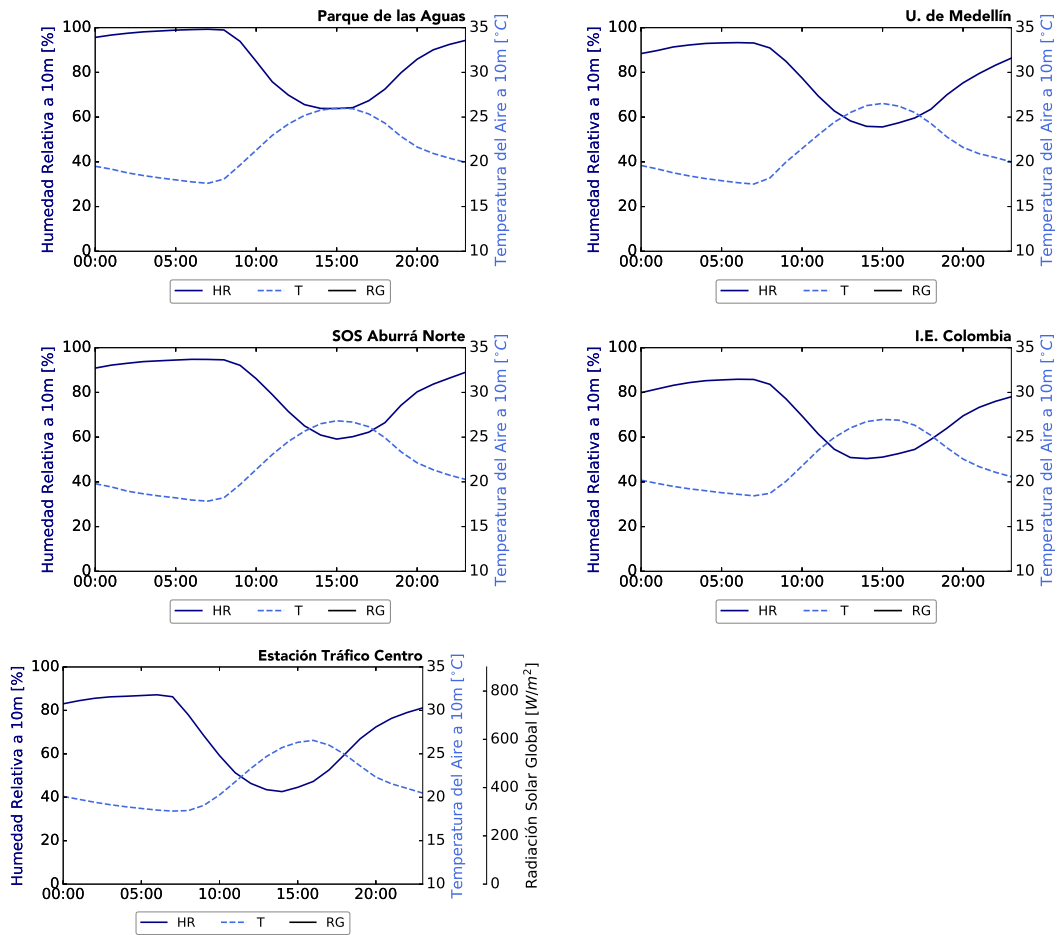 Parque de las Aguas
Humedad Relativa a 10m [%]
100
80
60
40
20
0
35
30
25
20
15
10
Temperatura del Aire a 10m [°C]
00:00 05:00 10:00 15:00 20:00
HR T RG
U. de Medellín
Humedad Relativa a 10m [%]
100
80
60
40
20
0
35
30
25
20
15
10
Temperatura del Aire a 10m [°C]
00:00 05:00 10:00 15:00 20:00
HR T RG
SOS Aburrá Norte
Humedad Relativa a 10m [%]
100
80
60
40
20
0
35
30
25
20
15
10
Temperatura del Aire a 10m [°C]
00:00 05:00 10:00 15:00 20:00
HR T RG
I.E. Colombia
Humedad Relativa a 10m [%]
100
80
60
40
20
0
35
30
25
20
15
10
Temperatura del Aire a 10m [°C]
00:00 05:00 10:00 15:00 20:00
HR T RG
Estación Tráfico Centro
Humedad Relativa a 10m [%]
100
80
60
40
20
0
35
30
25
20
15
10
Temperatura del Aire a 10m [°C]
800
600
400
200
0
Radiación Solar Global [W/m²]
00:00 05:00 10:00 15:00 20:00
HR T RG